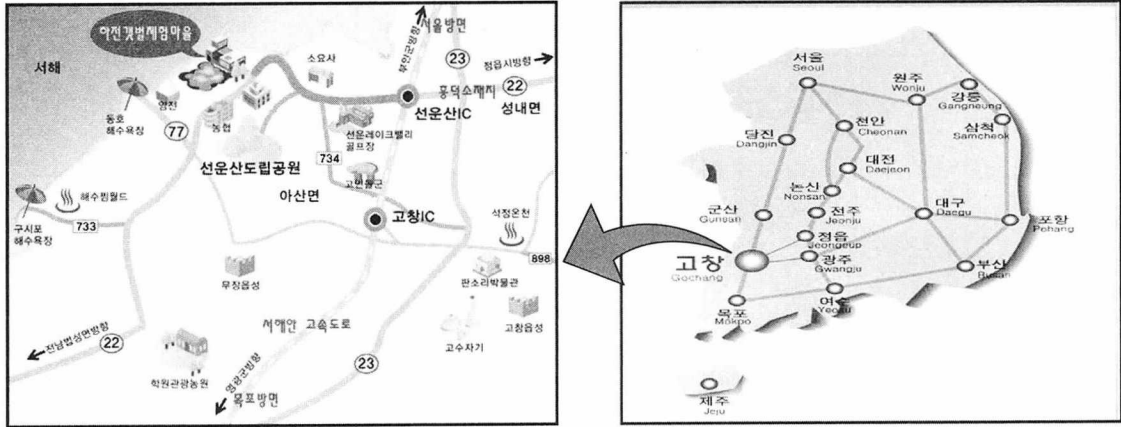 하전갯벌체험마을
서해
동호
해수욕장
양전
77
농협
소요사
부안군방향
서울방면
23
정읍시방향
22
흥덕소재지
성내면
선운산IC
선운레이크밸리
골프장
734
선운산도립공원
아산면
고인돌군
고창IC
석정온천
해수찜월드
733
구시포
해수욕장
898
무장읍성
판소리박물관
고창읍성
고수자기
서해안 고속도로
전남법성면방향
22
학원관광농원
23
영광군방향
목포방면
서울
Seoul
원주
Wonju
강릉
Gangneung
삼척
Samcheok
천안
Cheonan
당진
Dangjin
대전
Daejeon
논신
Nonsan
군산
Gunsan
전주
Jeonju
대구
Daegu
포항
Pohang
정읍
Jeongeup
고창
Gochang
광주
Gwangju
부산
Busan
여수
Yeosu
목포
Mokpo
제주
Jeju